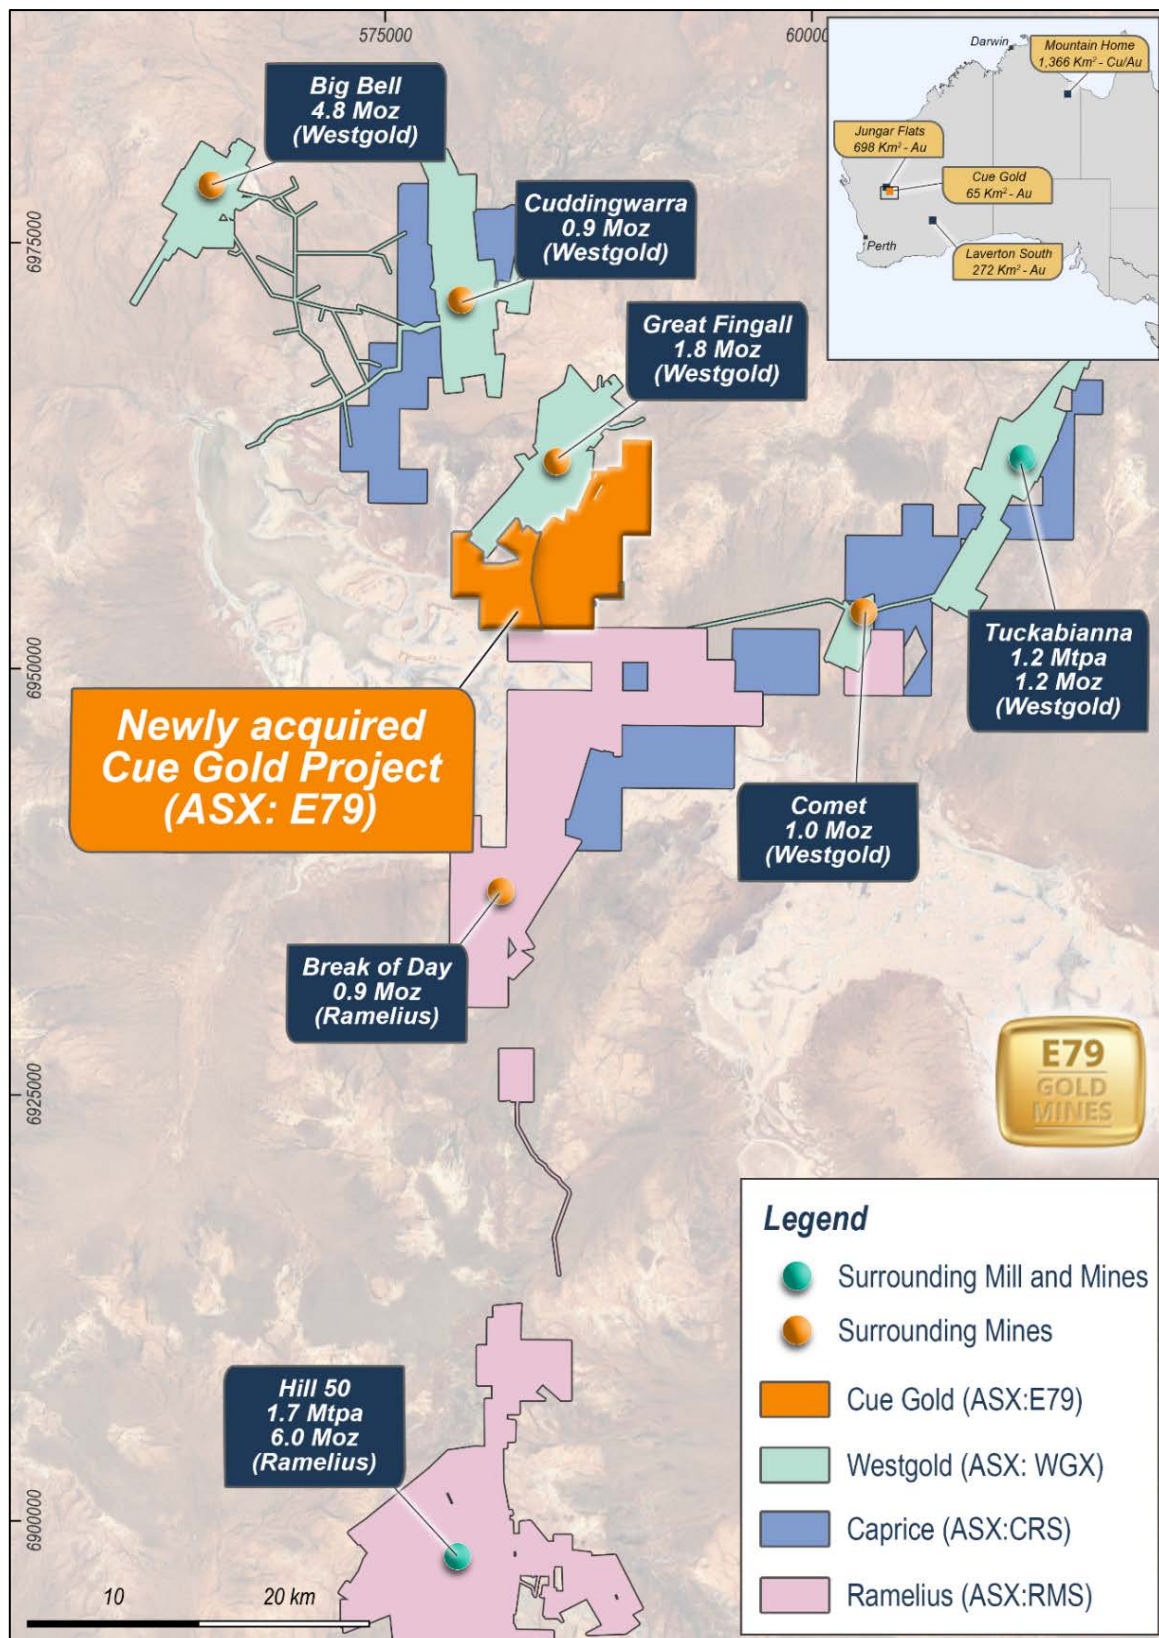 575000
60000
Darwin
Mountain Home
1,366 Km² - Cu/Au
Jungar Flats
698 Km² - Au
Cue Gold
65 Km² - Au
Perth
Laverton South
272 Km² - Au
Big Bell
4.8 Moz
(Westgold)
Cuddingwarra
0.9 Moz
(Westgold)
6975000
Great Fingall
1.8 Moz
(Westgold)
Tuckabianna
1.2 Mtpa
1.2 Moz
(Westgold)
6950000
Newly acquired
Cue Gold Project
(ASX: E79)
Comet
1.0 Moz
(Westgold)
Break of Day
0.9 Moz
(Ramelius)
E79
GOLD
MINES
6925000
Hill 50
1.7 Mtpa
6.0 Moz
(Ramelius)
6900000
10
20 km
Legend
Surrounding Mill and Mines
Surrounding Mines
Cue Gold (ASX:E79)
Westgold (ASX: WGX)
Caprice (ASX:CRS)
Ramelius (ASX:RMS)